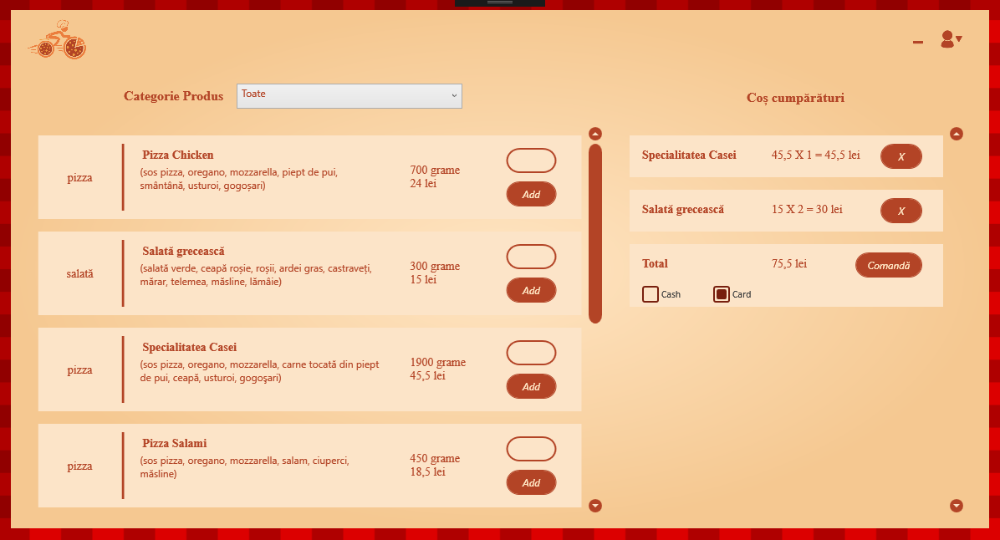 Categorie Produs
Toate
Coș cumpărături
pizza
Pizza Chicken
(sos pizza, oregano, mozzarella, piept de pui,
smântână, usturoi, gogoșari)
700 grame
24 lei
Add
salată
Salată grecească
(salată verde, ceapă roșie, roșii, ardei gras, castraveți,
mărar, telemea, măsline, lămâie)
300 grame
15 lei
Add
pizza
Specialitatea Casei
(sos pizza, oregano, mozzarella, carne tocată din piept
de pui, ceapă, usturoi, gogoșari)
1900 grame
45,5 lei
Add
pizza
Pizza Salami
(sos pizza, oregano, mozzarella, salam, ciuperci,
măsline)
450 grame
18,5 lei
Add
Specialitatea Casei
45,5 X 1 = 45,5 lei
X
Salată grecească
15 X 2 = 30 lei
X
Total
75,5 lei
Comandă
Cash
Card